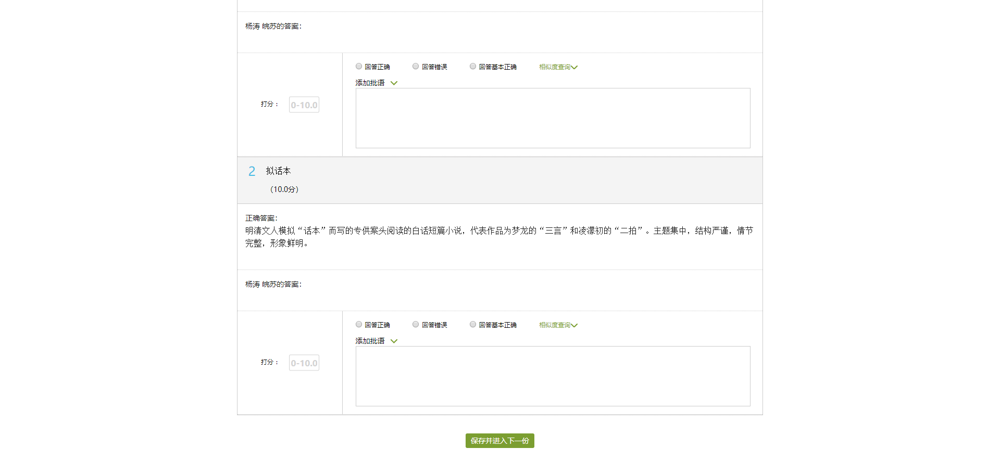 杨涛 皖苏的答案：
回答正确 回答错误 回答基本正确 相似度查询
添加批语
打分： 0-10.0
2 拟话本
（10.0分）
正确答案：
明清文人模拟“话本”而写的专供案头阅读的白话短篇小说，代表作品为梦龙的“三言”和凌濛初的“二拍”。主题集中，结构严谨，情节
完整，形象鲜明。
杨涛 皖苏的答案：
回答正确 回答错误 回答基本正确 相似度查询
添加批语
打分： 0-10.0
保存并进入下一份